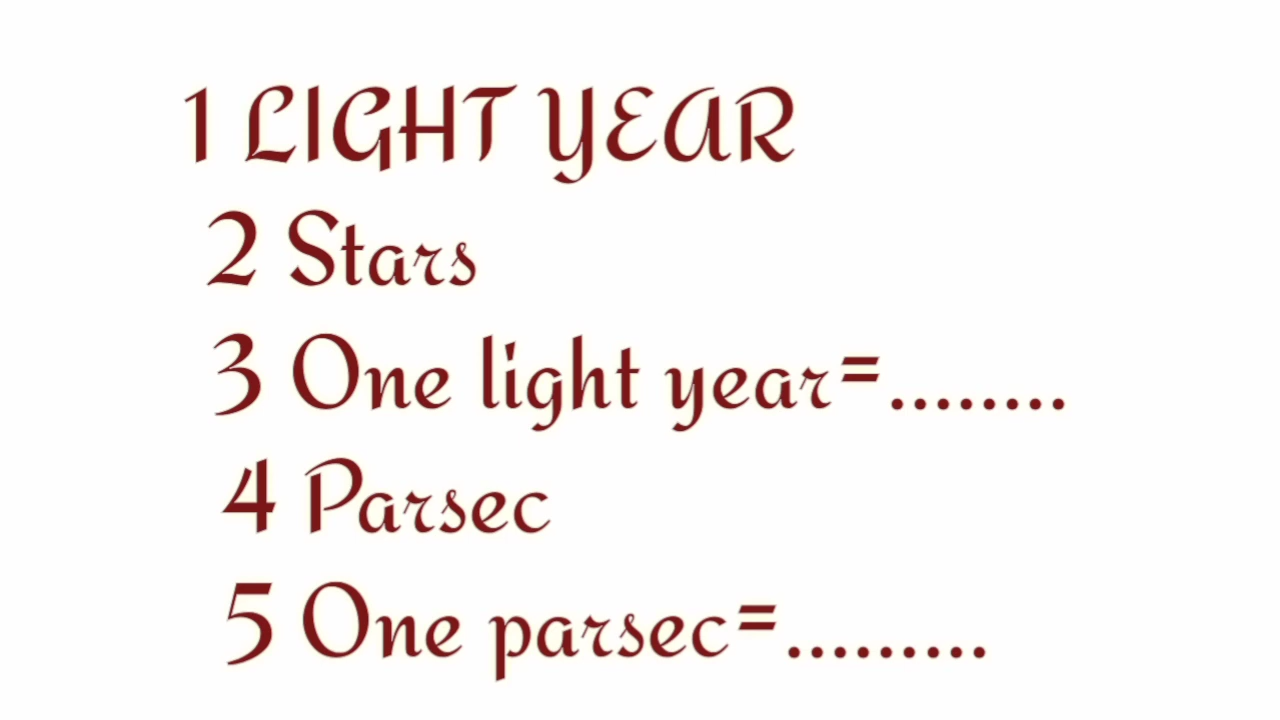 1 LIGHT YEAR
2 Stars
3 One light year=........
4 Parsec
5 One parsec=.........